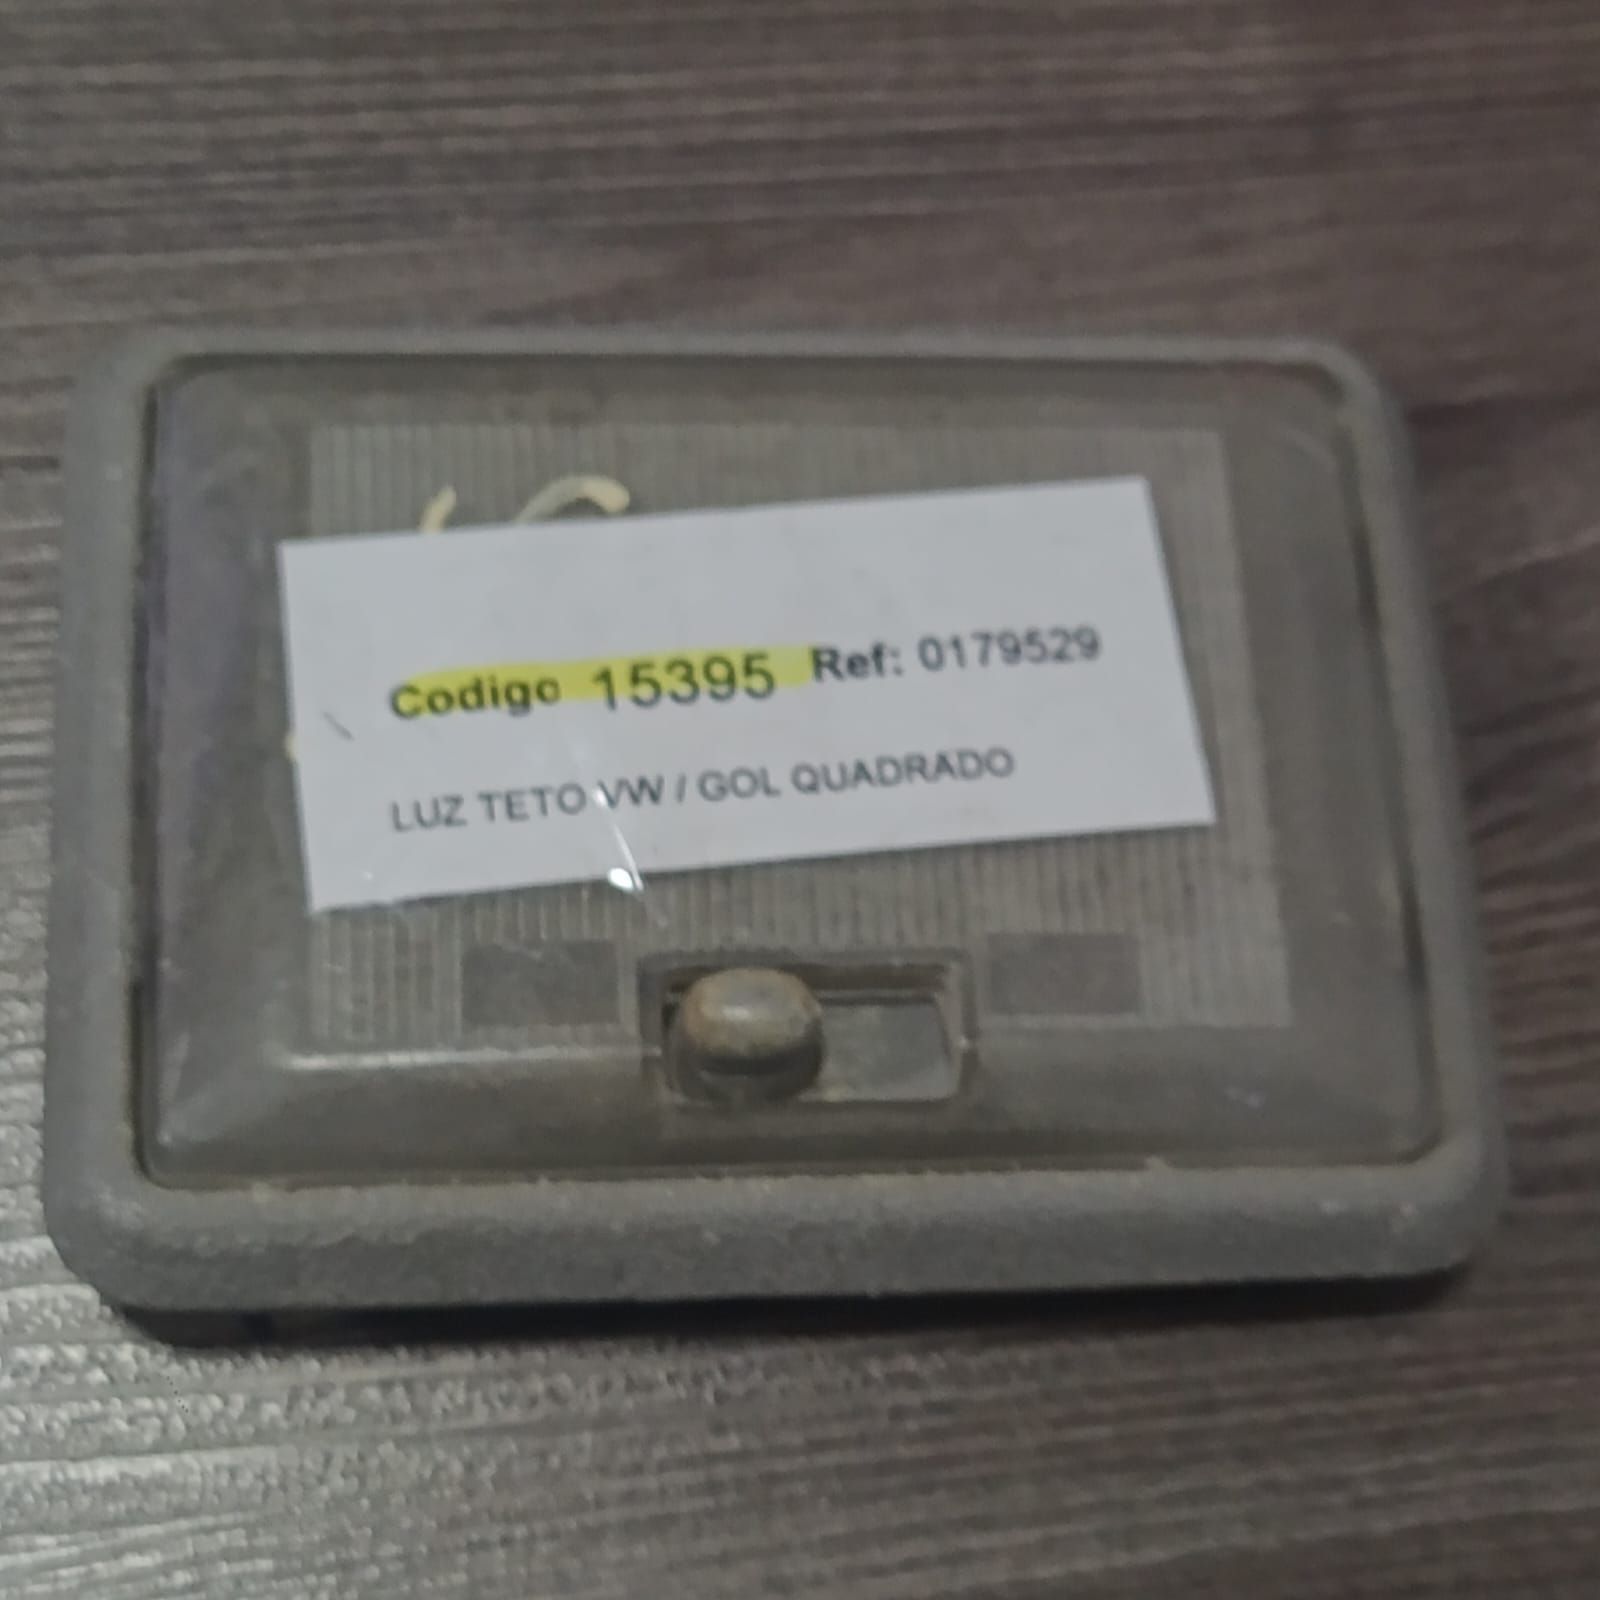 Codigo 15395 Ref: 0179529
LUZ TETO VW / GOL QUADRADO